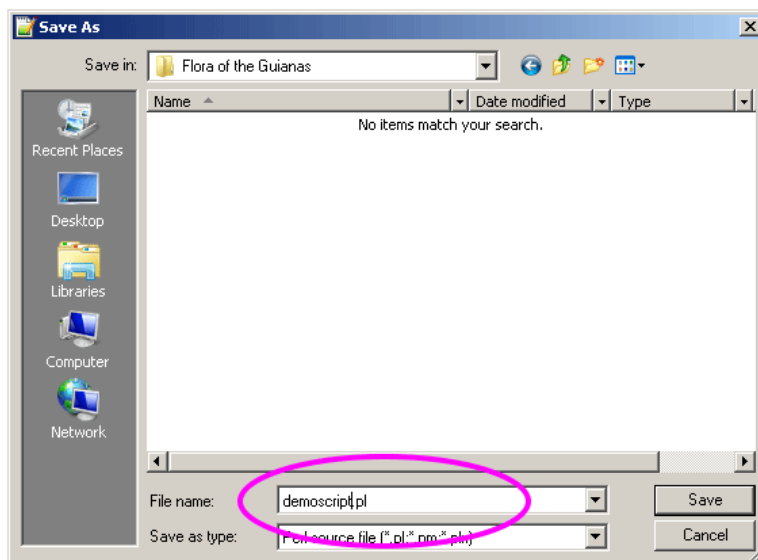 Save As
Save in: Flora of the Guianas
Name Date modified Type
No items match your search.
Recent Places
Desktop
Libraries
Computer
Network
File name: demoscript.pl Save
Save as type: Perl source file (*.pl;*.pm;*.plx) Cancel